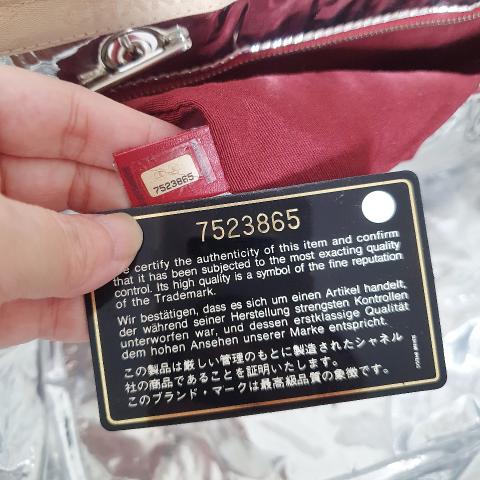 7523865
7523865
certify the authenticity of this item and confirm
that it has been subjected to the most exacting quality
control. Its high quality is a symbol of the fine reputation
of the Trademark.
Wir bestätigen, dass es sich um einen Artikel handelt,
der während seiner Herstellung strengsten Kontrollen
unterworfen war, und dessen erstklassige Qualität
dem hohen Ansehen unserer Marke entspricht.
この製品は厳しい管理のもとに製造されたシャネル
社の商品であることを証明いたします。
このブランド・マークは最高級品質の象徴です。